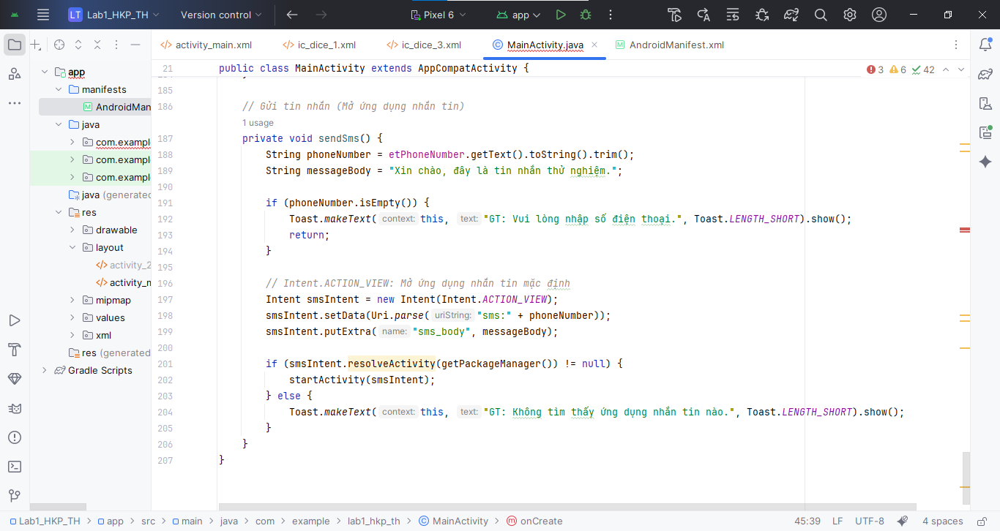 LT Lab1_HKP_TH Version control Pixel 6 app
activity_main.xml ic_dice_1.xml ic_dice_3.xml MainActivity.java AndroidManifest.xml
app
manifests
AndroidMan
java
com.exampl
com.exampl
com.exampl
java (generated
res
drawable
layout
activity_2
activity_m
mipmap
values
xml
res (generated
Gradle Scripts
21 public class MainActivity extends AppCompatActivity { 3 6 42
185
186 // Gửi tin nhắn (Mở ứng dụng nhắn tin)
1 usage
187 private void sendSms() {
188 String phoneNumber = etPhoneNumber.getText().toString().trim();
189 String messageBody = "Xin chào, đây là tin nhắn thử nghiệm.";
190
191 if (phoneNumber.isEmpty()) {
192 Toast.makeText( context: this, text: "GT: Vui lòng nhập số điện thoại.", Toast.LENGTH_SHORT).show();
193 return;
194 }
195
196 // Intent.ACTION_VIEW: Mở ứng dụng nhắn tin mặc định
197 Intent smsIntent = new Intent(Intent.ACTION_VIEW);
198 smsIntent.setData(Uri.parse( uriString: "sms:" + phoneNumber));
199 smsIntent.putExtra( name: "sms_body", messageBody);
200
201 if (smsIntent.resolveActivity(getPackageManager()) != null) {
202 startActivity(smsIntent);
203 } else {
204 Toast.makeText( context: this, text: "GT: Không tìm thấy ứng dụng nhắn tin nào.", Toast.LENGTH_SHORT).show();
205 }
206 }
207 }
Lab1_HKP_TH > app > src > main > java > com > example > lab1_hkp_th > MainActivity > onCreate 45:39 LF UTF-8 4 spaces